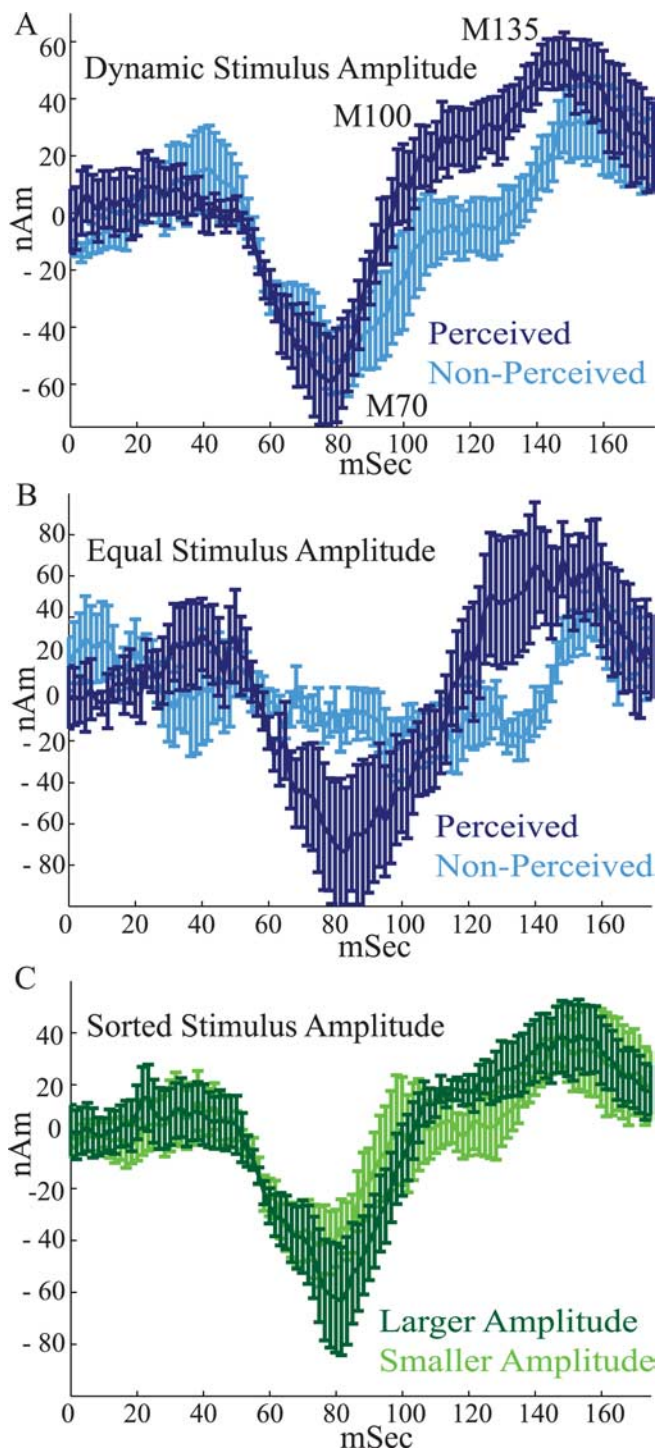 A
Dynamic Stimulus Amplitude
M135
M100
M70
Perceived
Non-Perceived
nAm
60
40
20
0
- 20
- 40
- 60
0 20 40 60 80 100 120 140 160
mSec
B
Equal Stimulus Amplitude
Perceived
Non-Perceived
nAm
80
60
40
20
0
- 20
- 40
- 60
- 80
0 20 40 60 80 100 120 140 160
mSec
C
Sorted Stimulus Amplitude
Larger Amplitude
Smaller Amplitude
nAm
40
20
0
-20
- 40
- 60
- 80
0 20 40 60 80 100 120 140 160
mSec